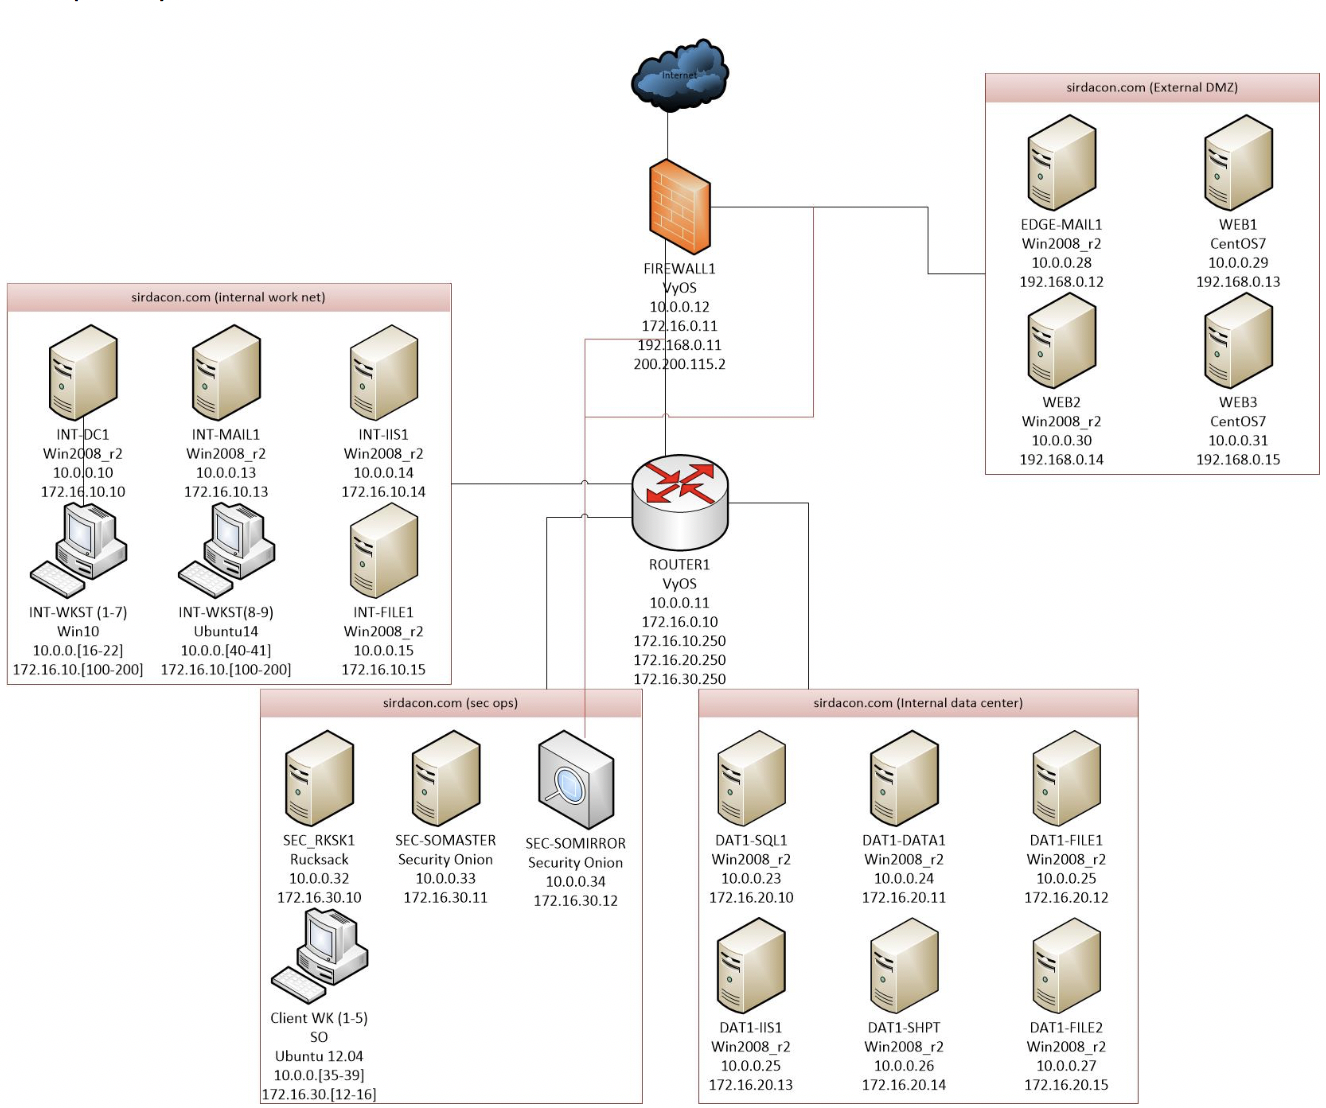 Internet
sirdacon.com (External DMZ)
EDGE-MAIL1
Win2008_r2
10.0.0.28
192.168.0.12
WEB1
CentOS7
10.0.0.29
192.168.0.13
WEB2
Win2008_r2
10.0.0.30
192.168.0.14
WEB3
CentOS7
10.0.0.31
192.168.0.15
FIREWALL1
VyOS
10.0.0.12
172.16.0.11
192.168.0.11
200.200.115.2
sirdacon.com (internal work net)
INT-DC1
Win2008_r2
10.0.0.10
172.16.10.10
INT-MAIL1
Win2008_r2
10.0.0.13
172.16.10.13
INT-IIS1
Win2008_r2
10.0.0.14
172.16.10.14
INT-WKST (1-7)
Win10
10.0.0.[16-22]
172.16.10.[100-200]
INT-WKST(8-9)
Ubuntu14
10.0.0.[40-41]
172.16.10.[100-200]
INT-FILE1
Win2008_r2
10.0.0.15
172.16.10.15
ROUTER1
VyOS
10.0.0.11
172.16.0.10
172.16.10.250
172.16.20.250
172.16.30.250
sirdacon.com (sec ops)
SEC_RKSK1
Rucksack
10.0.0.32
172.16.30.10
SEC-SOMASTER
Security Onion
10.0.0.33
172.16.30.11
SEC-SOMIRROR
Security Onion
10.0.0.34
172.16.30.12
Client WK (1-5)
SO
Ubuntu 12.04
10.0.0.[35-39]
172.16.30.[12-16]
sirdacon.com (Internal data center)
DAT1-SQL1
Win2008_r2
10.0.0.23
172.16.20.10
DAT1-DATA1
Win2008_r2
10.0.0.24
172.16.20.11
DAT1-FILE1
Win2008_r2
10.0.0.25
172.16.20.12
DAT1-IIS1
Win2008_r2
10.0.0.25
172.16.20.13
DAT1-SHPT
Win2008_r2
10.0.0.26
172.16.20.14
DAT1-FILE2
Win2008_r2
10.0.0.27
172.16.20.15